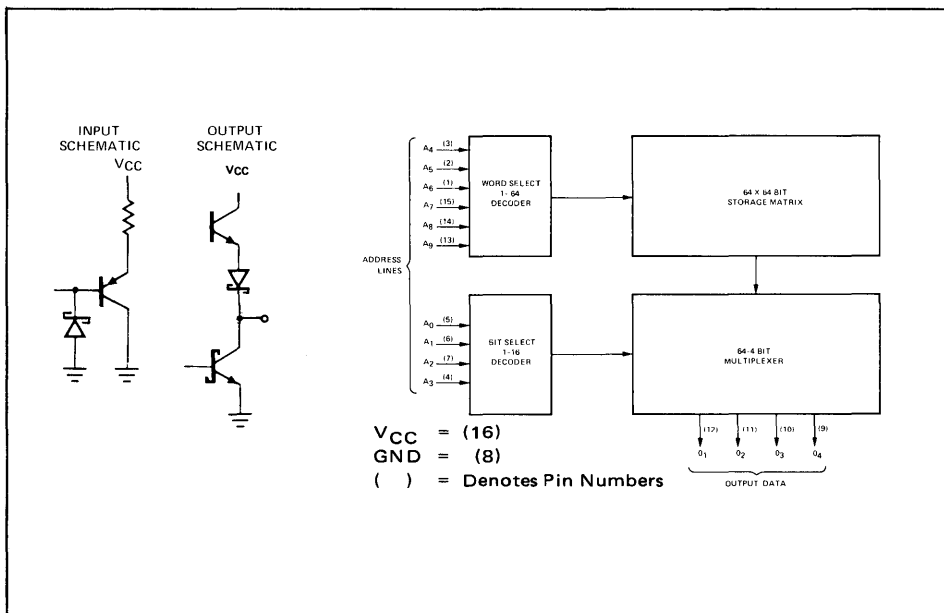 INPUT
SCHEMATIC
VCC
OUTPUT
SCHEMATIC
VCC
ADDRESS
LINES
A4 (3)
A5 (2)
A6 (1)
A7 (15)
A8 (14)
A9 (13)
WORD SELECT
1-64
DECODER
64 X 64 BIT
STORAGE MATRIX
A0 (5)
A1 (6)
A2 (7)
A3 (4)
BIT SELECT
1-16
DECODER
64-4 BIT
MULTIPLEXER
(12) (11) (10) (9)
O1 O2 O3 O4
OUTPUT DATA
VCC = (16)
GND = (8)
( ) = Denotes Pin Numbers